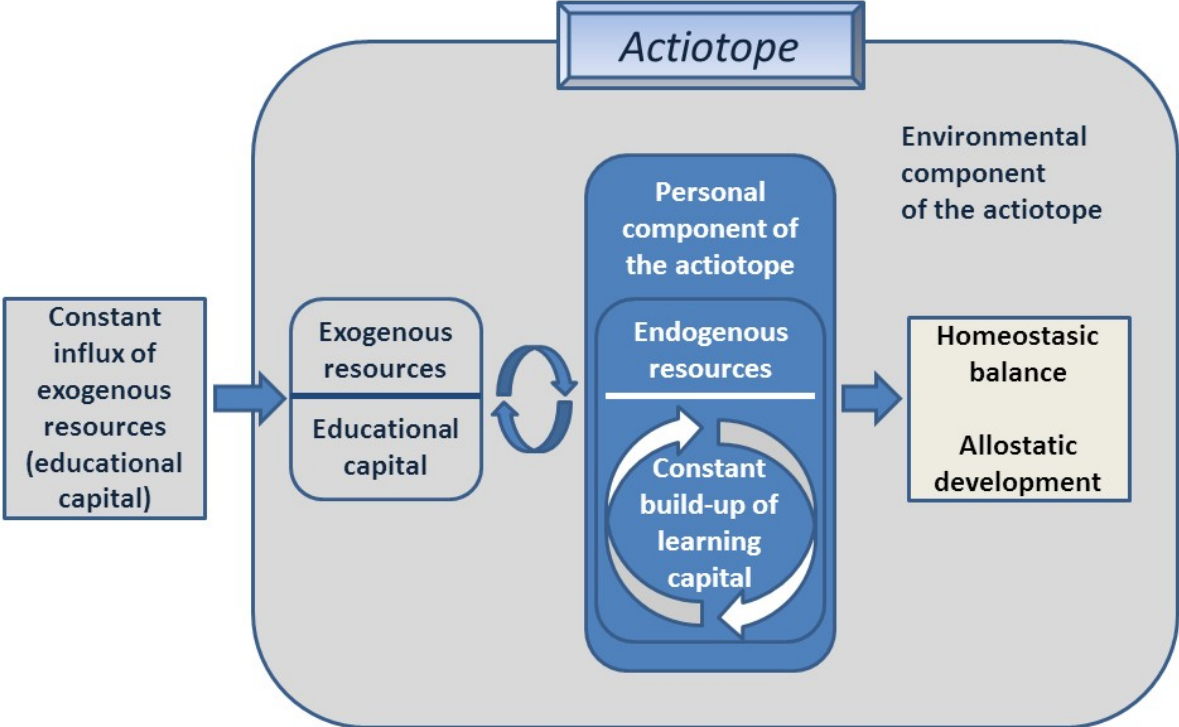 Actiotope
Environmental
component
of the actiotope
Personal
component of
the actiotope
Constant
influx of
exogenous
resources
(educational
capital)
Exogenous
resources
Educational
capital
Endogenous
resources
Constant
build-up of
learning
capital
Homeostasic
balance
Allostatic
development